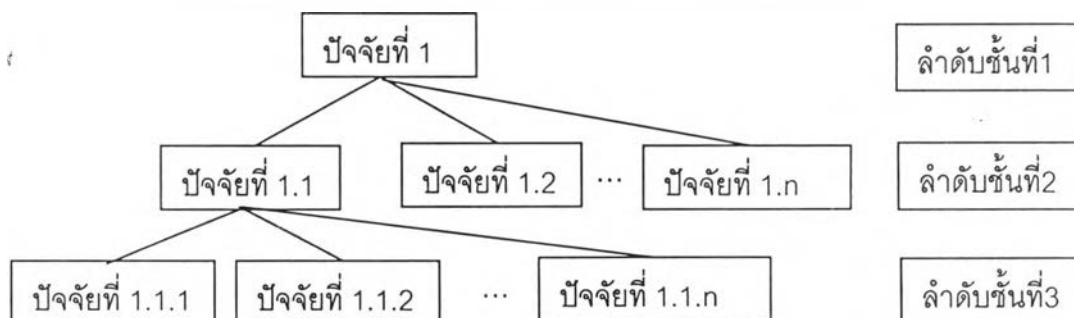 ปัจจัยที่ 1 ลำดับชั้นที่1
ปัจจัยที่ 1.1 ปัจจัยที่ 1.2 ... ปัจจัยที่ 1.n ลำดับชั้นที่2
ปัจจัยที่ 1.1.1 ปัจจัยที่ 1.1.2 ... ปัจจัยที่ 1.1.n ลำดับชั้นที่3